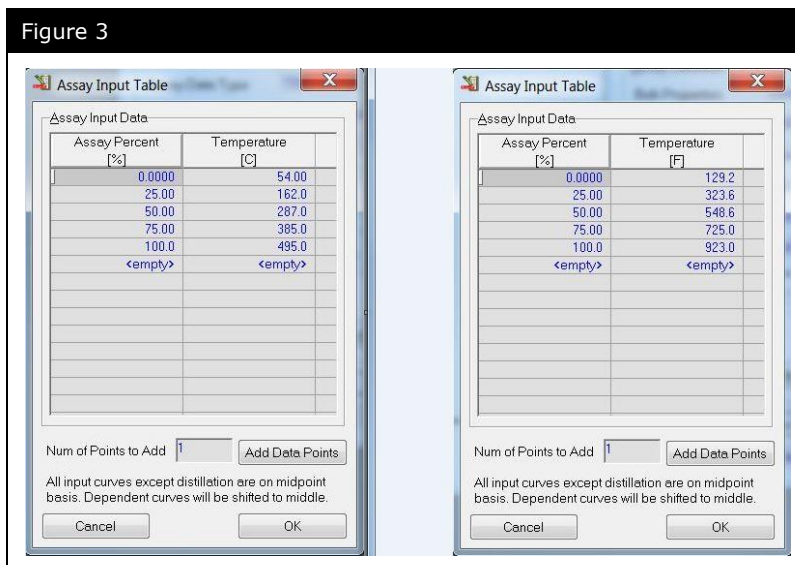 Figure 3
Assay Input Table
Assay Input Data
Assay Percent [%] Temperature [C]
0.0000 54.00
25.00 162.0
50.00 287.0
75.00 385.0
100.0 495.0
<empty> <empty>
Num of Points to Add 1 Add Data Points
All input curves except distillation are on midpoint
basis. Dependent curves will be shifted to middle.
Cancel OK
Assay Input Table
Assay Input Data
Assay Percent [%] Temperature [F]
0.0000 129.2
25.00 323.6
50.00 548.6
75.00 725.0
100.0 923.0
<empty> <empty>
Num of Points to Add 1 Add Data Points
All input curves except distillation are on midpoint
basis. Dependent curves will be shifted to middle.
Cancel OK